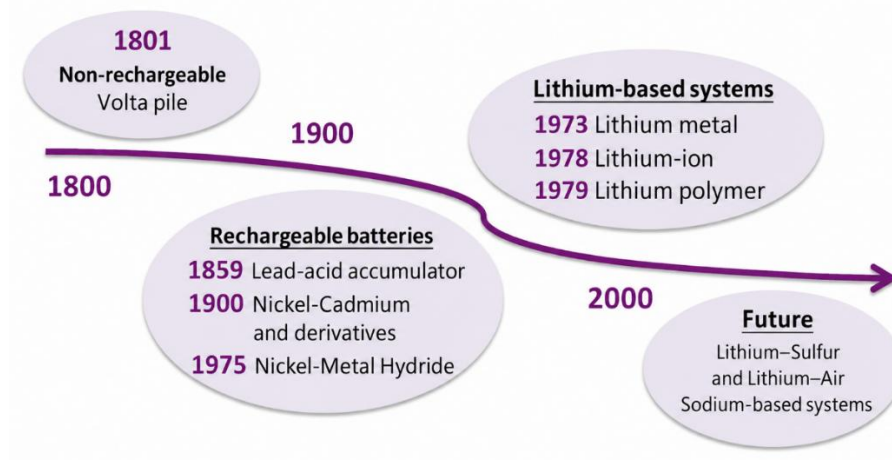 1801
Non-rechargeable
Volta pile
1800
1900
Rechargeable batteries
1859 Lead-acid accumulator
1900 Nickel-Cadmium
and derivatives
1975 Nickel-Metal Hydride
Lithium-based systems
1973 Lithium metal
1978 Lithium-ion
1979 Lithium polymer
2000
Future
Lithium–Sulfur
and Lithium–Air
Sodium-based systems